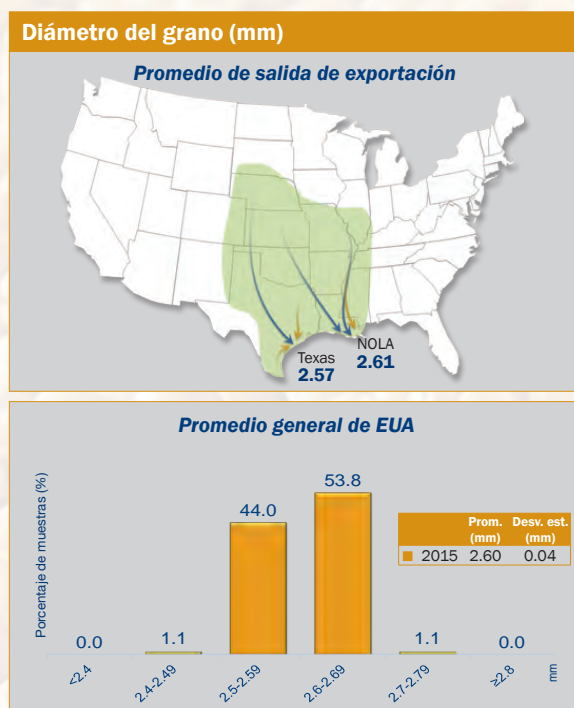 Diámetro del grano (mm)
Promedio de salida de exportación
Texas
2.57
NOLA
2.61
Promedio general de EUA
Porcentaje de muestras (%)
53.8
44.0
Prom. Desv. est.
(mm) (mm)
2015 2.60 0.04
0.0 1.1 1.1 0.0
<2.4 2.4-2.49 2.5-2.59 2.6-2.69 2.7-2.79 ≥2.8 mm